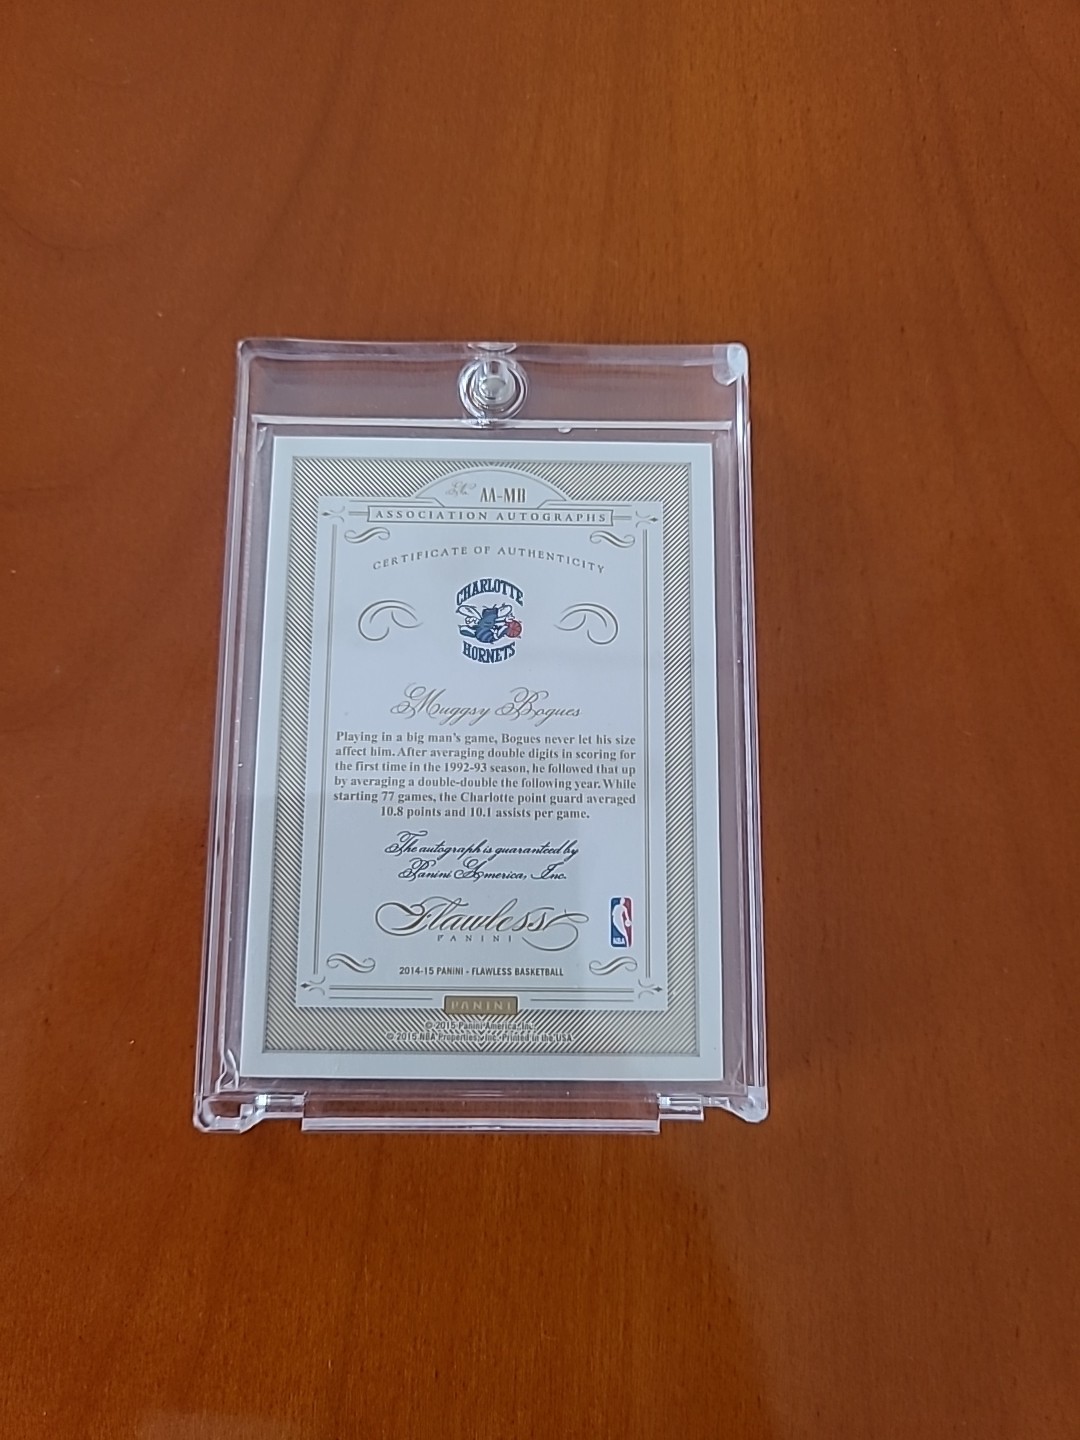 No. AA-MB
ASSOCIATION AUTOGRAPHS
CERTIFICATE OF AUTHENTICITY
CHARLOTTE
HORNETS
Muggsy Bogues
Playing in a big man's game, Bogues never let his size
affect him. After averaging double digits in scoring for
the first time in the 1992-93 season, he followed that up
by averaging a double-double the following year. While
starting 77 games, the Charlotte point guard averaged
10.8 points and 10.1 assists per game.
The autograph is guaranteed by
Panini America, Inc.
Flawless
PANINI
NBA
2014-15 PANINI - FLAWLESS BASKETBALL
PANINI
© 2015 Panini America, Inc.
© 2015 NBA Properties, Inc. Printed in the USA